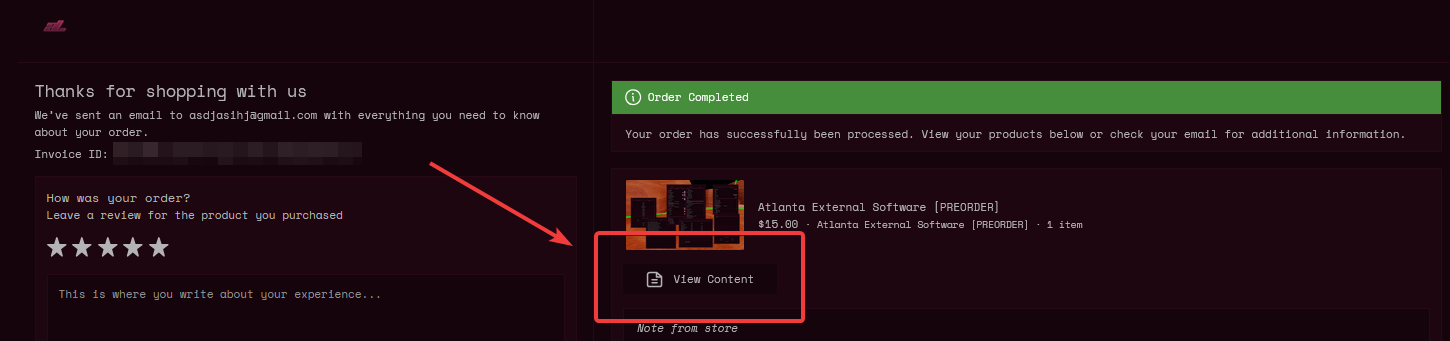 Thanks for shopping with us
We've sent an email to asdjasihj@gmail.com with everything you need to know
about your order.
Invoice ID:
How was your order?
Leave a review for the product you purchased
This is where you write about your experience...
Order Completed
Your order has successfully been processed. View your products below or check your email for additional information.
Atlanta External Software [PREORDER]
$15.00 · Atlanta External Software [PREORDER] · 1 item
View Content
Note from store